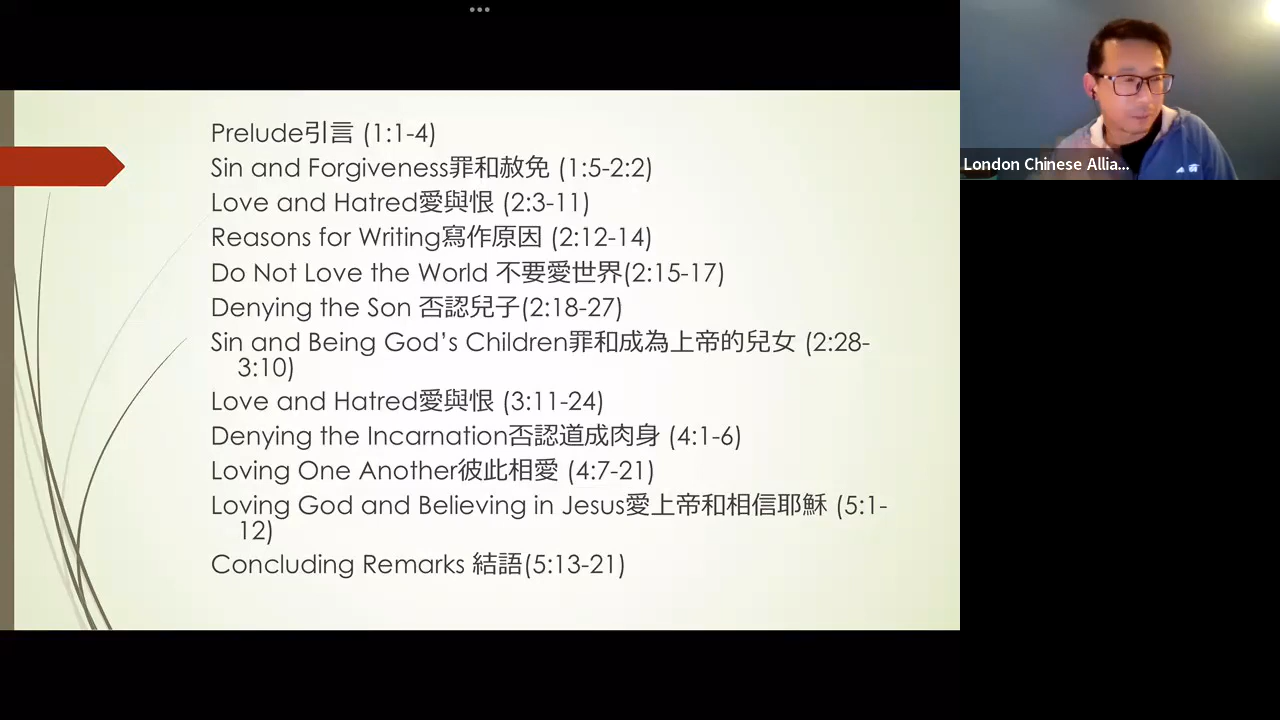 Prelude引言 (1:1-4)
Sin and Forgiveness罪和赦免 (1:5-2:2)
Love and Hatred愛與恨 (2:3-11)
Reasons for Writing寫作原因 (2:12-14)
Do Not Love the World 不要愛世界(2:15-17)
Denying the Son 否認兒子(2:18-27)
Sin and Being God’s Children罪和成為上帝的兒女 (2:28-
3:10)
Love and Hatred愛與恨 (3:11-24)
Denying the Incarnation否認道成肉身 (4:1-6)
Loving One Another彼此相愛 (4:7-21)
Loving God and Believing in Jesus愛上帝和相信耶穌 (5:1-
12)
Concluding Remarks 結語(5:13-21)
London Chinese Allia...